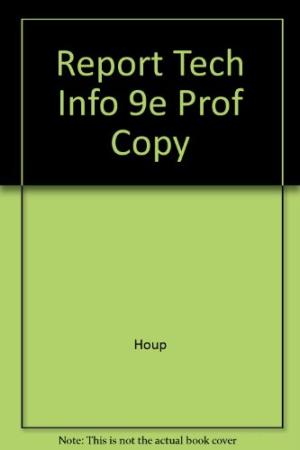 Report Tech
Info 9e Prof
Copy
Houp
Note: This is not the actual book cover